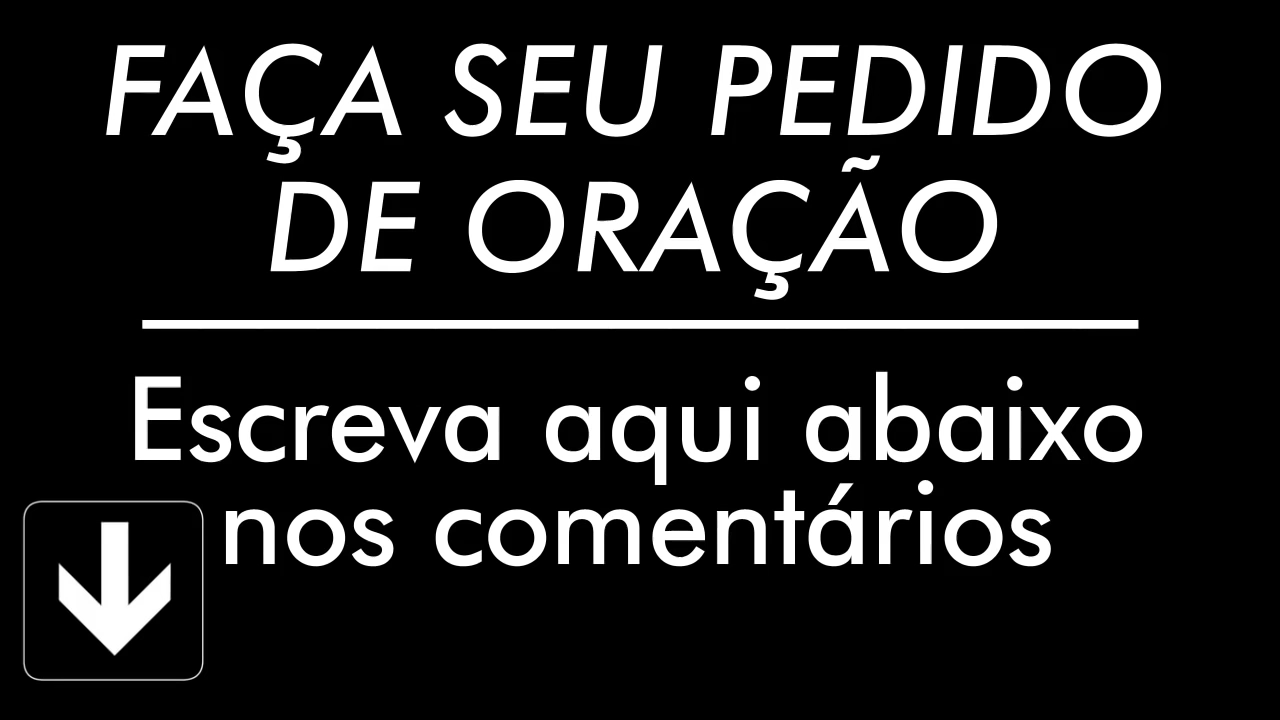 FAÇA SEU PEDIDO
DE ORAÇÃO
Escreva aqui abaixo
nos comentários